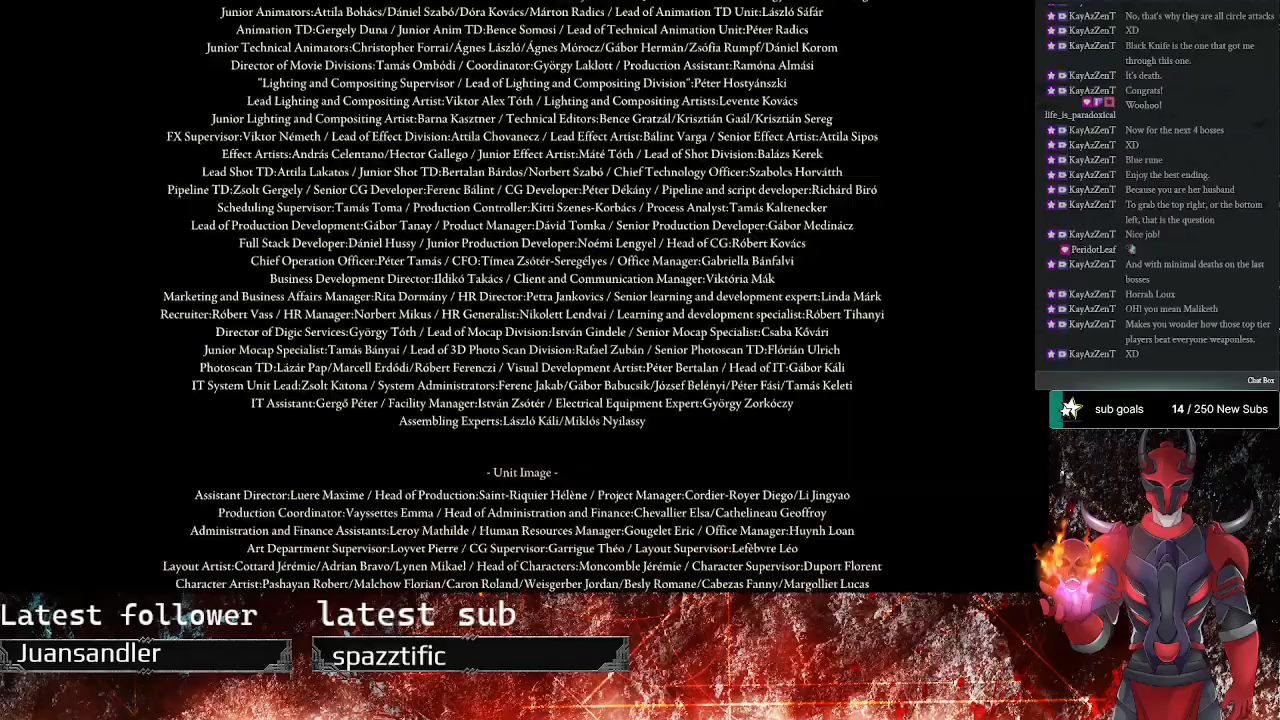 Junior Animators:Attila Bohács/Dániel Szabó/Dóra Kovács/Márton Radics / Lead of Animation TD Unit:László Sáfár
Animation TD:Gergely Duna / Junior Anim TD:Bence Somosi / Lead of Technical Animation Unit:Péter Radics
Junior Technical Animators:Christopher Forrai/Ágnes László/Ágnes Mórocz/Gábor Hermán/Zsófia Rumpf/Dániel Korom
Director of Movie Divisions:Tamás Ombódi / Coordinator:György Laklott / Production Assistant:Ramóna Almási
"Lighting and Compositing Supervisor / Lead of Lighting and Compositing Division":Péter Hostyánszki
Lead Lighting and Compositing Artist:Viktor Alex Tóth / Lighting and Compositing Artists:Levente Kovács
Junior Lighting and Compositing Artist:Barna Kasztner / Technical Editors:Bence Gratzál/Krisztián Gaál/Krisztián Sereg
FX Supervisor:Viktor Németh / Lead of Effect Division:Attila Chovanecz / Lead Effect Artist:Bálint Varga / Senior Effect Artist:Attila Sipos
Effect Artists:András Celentano/Hector Gallego / Junior Effect Artist:Máté Tóth / Lead of Shot Division:Balázs Kerek
Lead Shot TD:Attila Lakatos / Junior Shot TD:Bertalan Bárdos/Norbert Szabó / Chief Technology Officer:Szabolcs Horvátth
Pipeline TD:Zsolt Gergely / Senior CG Developer:Ferenc Bálint / CG Developer:Péter Dékány / Pipeline and script developer:Richárd Biró
Scheduling Supervisor:Tamás Toma / Production Controller:Kitti Szenes-Korbács / Process Analyst:Tamás Kaltenecker
Lead of Production Development:Gábor Tanay / Product Manager:Dávid Tomka / Senior Production Developer:Gábor Medinácz
Full Stack Developer:Dániel Hussy / Junior Production Developer:Noémi Lengyel / Head of CG:Róbert Kovács
Chief Operation Officer:Péter Tamás / CFO:Tímea Zsótér-Seregélyes / Office Manager:Gabriella Bánfalvi
Business Development Director:Ildikó Takács / Client and Communication Manager:Viktória Mák
Marketing and Business Affairs Manager:Rita Dormány / HR Director:Petra Jankovics / Senior learning and development expert:Linda Márk
Recruiter:Róbert Vass / HR Manager:Norbert Mikus / HR Generalist:Nikolett Lendvai / Learning and development specialist:Róbert Tihanyi
Director of Digic Services:György Tóth / Lead of Mocap Division:István Gindele / Senior Mocap Specialist:Csaba Kővári
Junior Mocap Specialist:Tamás Bányai / Lead of 3D Photo Scan Division:Rafael Zubán / Senior Photoscan TD:Flórián Ulrich
Photoscan TD:Lázár Pap/Marcell Erdődi/Róbert Ferenczi / Visual Development Artist:Péter Bertalan / Head of IT:Gábor Káli
IT System Unit Lead:Zsolt Katona / System Administrators:Ferenc Jakab/Gábor Babucsik/József Belényi/Péter Fási/Tamás Keleti
IT Assistant:Gergő Péter / Facility Manager:István Zsótér / Electrical Equipment Expert:György Zorkóczy
Assembling Experts:László Káli/Miklós Nyilassy
- Unit Image -
Assistant Director:Luere Maxime / Head of Production:Saint-Riquier Hélène / Project Manager:Cordier-Royer Diego/Li Jingyao
Production Coordinator:Vayssettes Emma / Head of Administration and Finance:Chevallier Elsa/Cathelineau Geoffroy
Administration and Finance Assistants:Leroy Mathilde / Human Resources Manager:Gougelet Eric / Office Manager:Huynh Loan
Art Department Supervisor:Loyvet Pierre / CG Supervisor:Garrigue Théo / Layout Supervisor:Lefèbvre Léo
Layout Artist:Cottard Jérémie/Adrian Bravo/Lynen Mikael / Head of Characters:Moncomble Jérémie / Character Supervisor:Duport Florent
Character Artist:Pashayan Robert/Malchow Florian/Caron Roland/Weisgerber Jordan/Besly Romane/Cabezas Fanny/Margolliet Lucas
KayAzZenT No, that's why they are all circle attacks
KayAzZenT XD
KayAzZenT Black Knife is the one that got me
through this one.
KayAzZenT It's death.
KayAzZenT Congrats!
life_is_paradoxical Woohoo!
KayAzZenT Now for the next 4 bosses
KayAzZenT XD
KayAzZenT Blue rune
KayAzZenT Enjoy the best ending.
KayAzZenT Because you are her husband
KayAzZenT To grab the top right, or the bottom
left, that is the question
KayAzZenT Nice job!
PeridotLeaf
KayAzZenT And with minimal deaths on the last
bosses
KayAzZenT Horrah Loux
KayAzZenT OH! you mean Maliketh
KayAzZenT Makes you wonder how those top tier
players beat everyone weaponless.
KayAzZenT XD
Chat Box
sub goals 14 / 250 New Subs
Latest follower
Juansandler
latest sub
spazztific